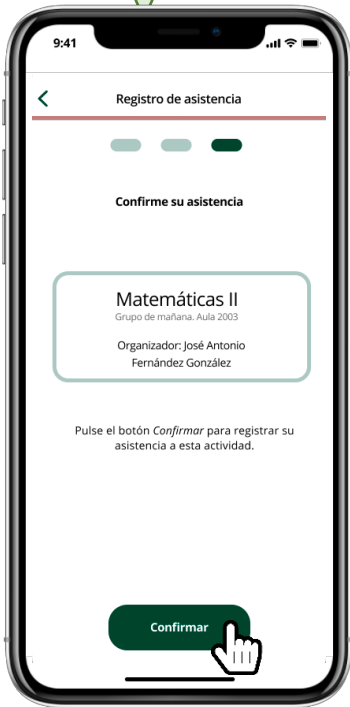 9:41
Registro de asistencia
Confirme su asistencia
Matemáticas II
Grupo de mañana. Aula 2003
Organizador: José Antonio
Fernández González
Pulse el botón Confirmar para registrar su
asistencia a esta actividad.
Confirmar